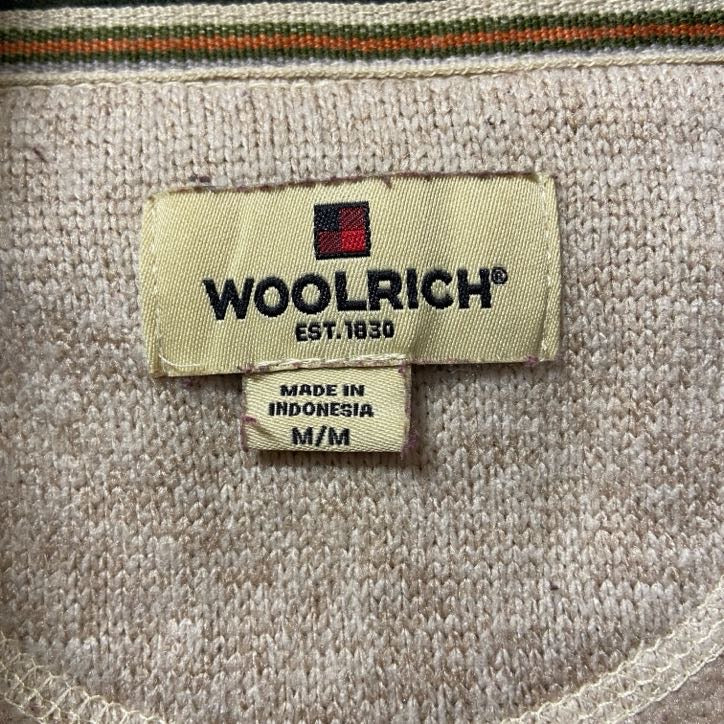 WOOLRICH®
EST. 1830
MADE IN
INDONESIA
M/M